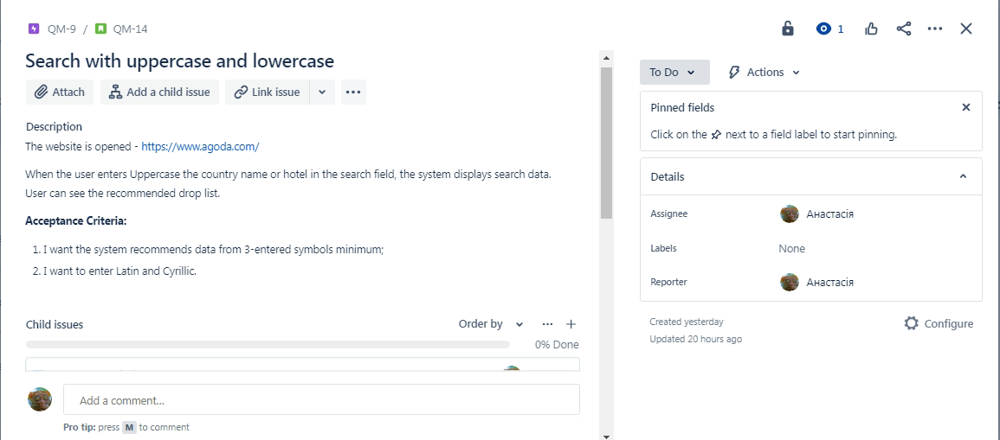 QM-9 / QM-14
1
Search with uppercase and lowercase
Attach
Add a child issue
Link issue
Description
The website is opened - https://www.agoda.com/
When the user enters Uppercase the country name or hotel in the search field, the system displays search data.
User can see the recommended drop list.
Acceptance Criteria:
1. I want the system recommends data from 3-entered symbols minimum;
2. I want to enter Latin and Cyrillic.
Child issues
Order by
0% Done
Add a comment...
Pro tip: press M to comment
To Do
Actions
Pinned fields
Click on the next to a field label to start pinning.
Details
Assignee
Анастасія
Labels
None
Reporter
Анастасія
Created yesterday
Configure
Updated 20 hours ago